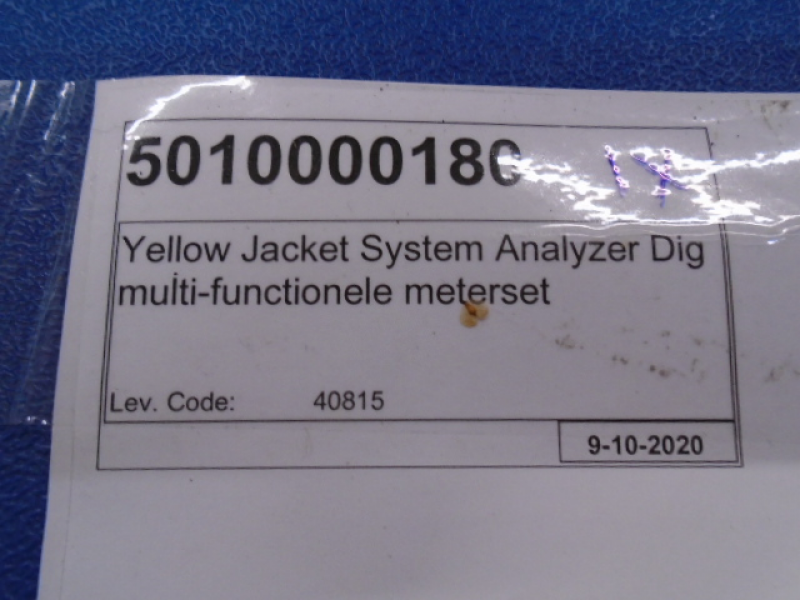 5010000180
Yellow Jacket System Analyzer Dig
multi-functionele meterset
Lev. Code: 40815
9-10-2020